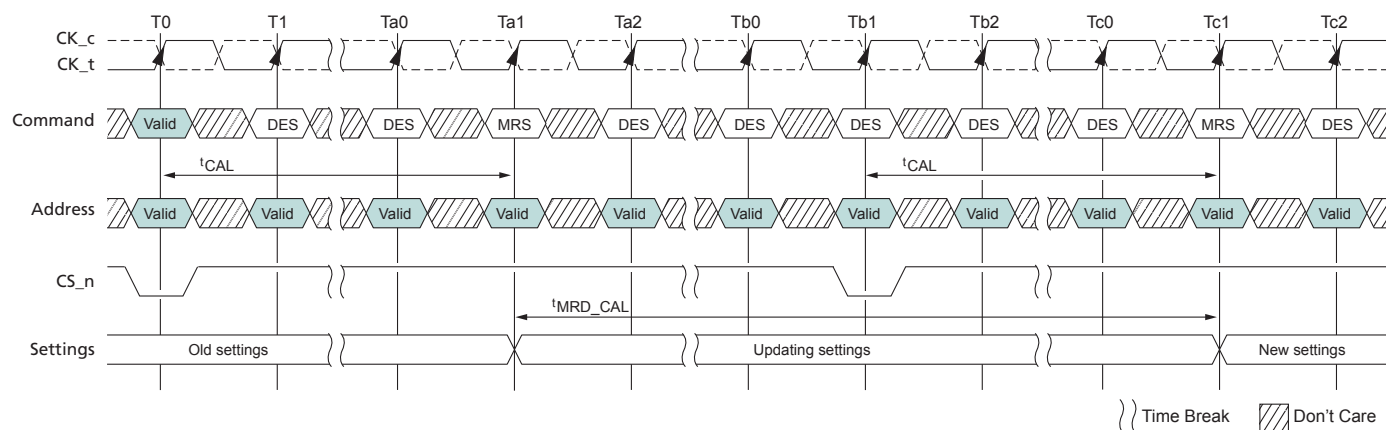 T0 T1 Ta0 Ta1 Ta2 Tb0 Tb1 Tb2 Tc0 Tc1 Tc2
CK_c
CK_t
Command Valid DES DES MRS DES DES DES DES DES MRS DES
tCAL tCAL
Address Valid Valid Valid Valid Valid Valid Valid Valid Valid Valid Valid
CS_n
tMRD_CAL
Settings Old settings Updating settings New settings
Time Break Don't Care